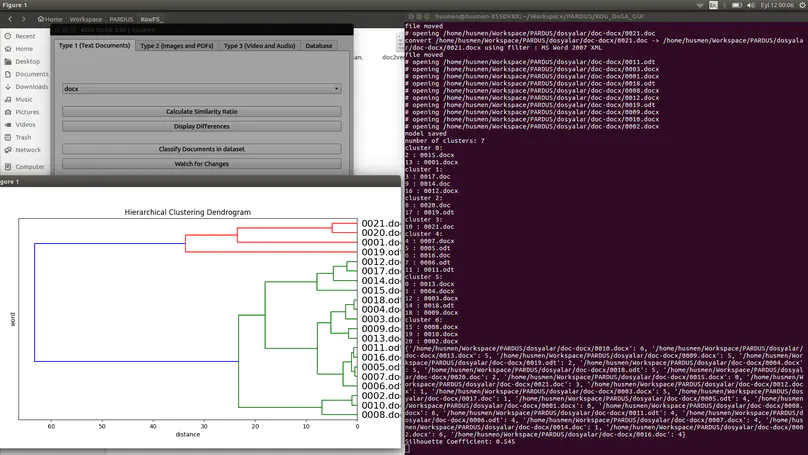 Figure 1
Eyl 12 00:06
Home Workspace PARDUS KouFS_
Recent
Home
Desktop
Documents
Downloads
Music
Pictures
Videos
Trash
Network
Computer
Type 1 (Text Documents) Type 2 (Images and PDFs) Type 3 (Video and Audio) Database
docx
Calculate Similarity Ratio
Display Differences
Classify Documents in dataset
Watch for Changes
doc2ve
gure 1
Hierarchical Clustering Dendrogram
word
0021.doc
0020.doc
0001.doc
0019.odt
0012.doc
0017.doc
0014.doc
0015.doc
0018.odt
0004.doc
0003.doc
0009.doc
0013.doc
0011.odt
0016.doc
0005.odt
0007.doc
0006.odt
0002.doc
0010.doc
0008.doc
60 50 40 30 20 10 0
distance
husmen@husmen-X550VXK: ~/Workspace/PARDUS/KOU_DoSA_GUI
file moved
# opening /home/husmen/Workspace/PARDUS/dosyalar/doc-docx/0021.doc
convert /home/husmen/Workspace/PARDUS/dosyalar/doc-docx/0021.doc -> /home/husmen/Workspace/PARDUS/dosyal
ar/doc-docx/0021.docx using filter : MS Word 2007 XML
file moved
# opening /home/husmen/Workspace/PARDUS/dosyalar/doc-docx/0011.odt
# opening /home/husmen/Workspace/PARDUS/dosyalar/doc-docx/0003.docx
# opening /home/husmen/Workspace/PARDUS/dosyalar/doc-docx/0001.docx
# opening /home/husmen/Workspace/PARDUS/dosyalar/doc-docx/0018.odt
# opening /home/husmen/Workspace/PARDUS/dosyalar/doc-docx/0008.docx
# opening /home/husmen/Workspace/PARDUS/dosyalar/doc-docx/0012.docx
# opening /home/husmen/Workspace/PARDUS/dosyalar/doc-docx/0019.odt
# opening /home/husmen/Workspace/PARDUS/dosyalar/doc-docx/0009.docx
# opening /home/husmen/Workspace/PARDUS/dosyalar/doc-docx/0010.docx
# opening /home/husmen/Workspace/PARDUS/dosyalar/doc-docx/0002.docx
model saved
number of clusters: 7
cluster 0:
2 : 0015.docx
13 : 0001.docx
cluster 1:
3 : 0017.doc
9 : 0014.doc
16 : 0012.docx
cluster 2:
8 : 0020.doc
17 : 0019.odt
cluster 3:
10 : 0021.doc
cluster 4:
4 : 0007.docx
5 : 0005.odt
6 : 0016.doc
7 : 0006.odt
11 : 0011.odt
cluster 5:
0 : 0013.docx
1 : 0004.docx
12 : 0003.docx
14 : 0018.odt
18 : 0009.docx
cluster 6:
15 : 0008.docx
19 : 0010.docx
20 : 0002.docx
{'/home/husmen/Workspace/PARDUS/dosyalar/doc-docx/0010.docx': 6, '/home/husmen/Workspace/PARDUS/dosyalar/
doc-docx/0013.docx': 5, '/home/husmen/Workspace/PARDUS/dosyalar/doc-docx/0009.docx': 5, '/home/husmen/Wor
kspace/PARDUS/dosyalar/doc-docx/0019.odt': 2, '/home/husmen/Workspace/PARDUS/dosyalar/doc-docx/0004.docx'
: 5, '/home/husmen/Workspace/PARDUS/dosyalar/doc-docx/0018.odt': 5, '/home/husmen/Workspace/PARDUS/dosyal
ar/doc-docx/0020.doc': 2, '/home/husmen/Workspace/PARDUS/dosyalar/doc-docx/0015.docx': 0, '/home/husmen/W
orkspace/PARDUS/dosyalar/doc-docx/0021.doc': 3, '/home/husmen/Workspace/PARDUS/dosyalar/doc-docx/0012.doc
x': 1, '/home/husmen/Workspace/PARDUS/dosyalar/doc-docx/0003.docx': 5, '/home/husmen/Workspace/PARDUS/dos
yalar/doc-docx/0017.doc': 1, '/home/husmen/Workspace/PARDUS/dosyalar/doc-docx/0005.odt': 4, '/home/husmen
/Workspace/PARDUS/dosyalar/doc-docx/0001.docx': 0, '/home/husmen/Workspace/PARDUS/dosyalar/doc-docx/0008.
docx': 6, '/home/husmen/Workspace/PARDUS/dosyalar/doc-docx/0011.odt': 4, '/home/husmen/Workspace/PARDUS/d
osyalar/doc-docx/0006.odt': 4, '/home/husmen/Workspace/PARDUS/dosyalar/doc-docx/0007.docx': 4, '/home/hus
men/Workspace/PARDUS/dosyalar/doc-docx/0014.doc': 1, '/home/husmen/Workspace/PARDUS/dosyalar/doc-docx/000
2.docx': 6, '/home/husmen/Workspace/PARDUS/dosyalar/doc-docx/0016.doc': 4}
Silhouette Coefficient: 0.545